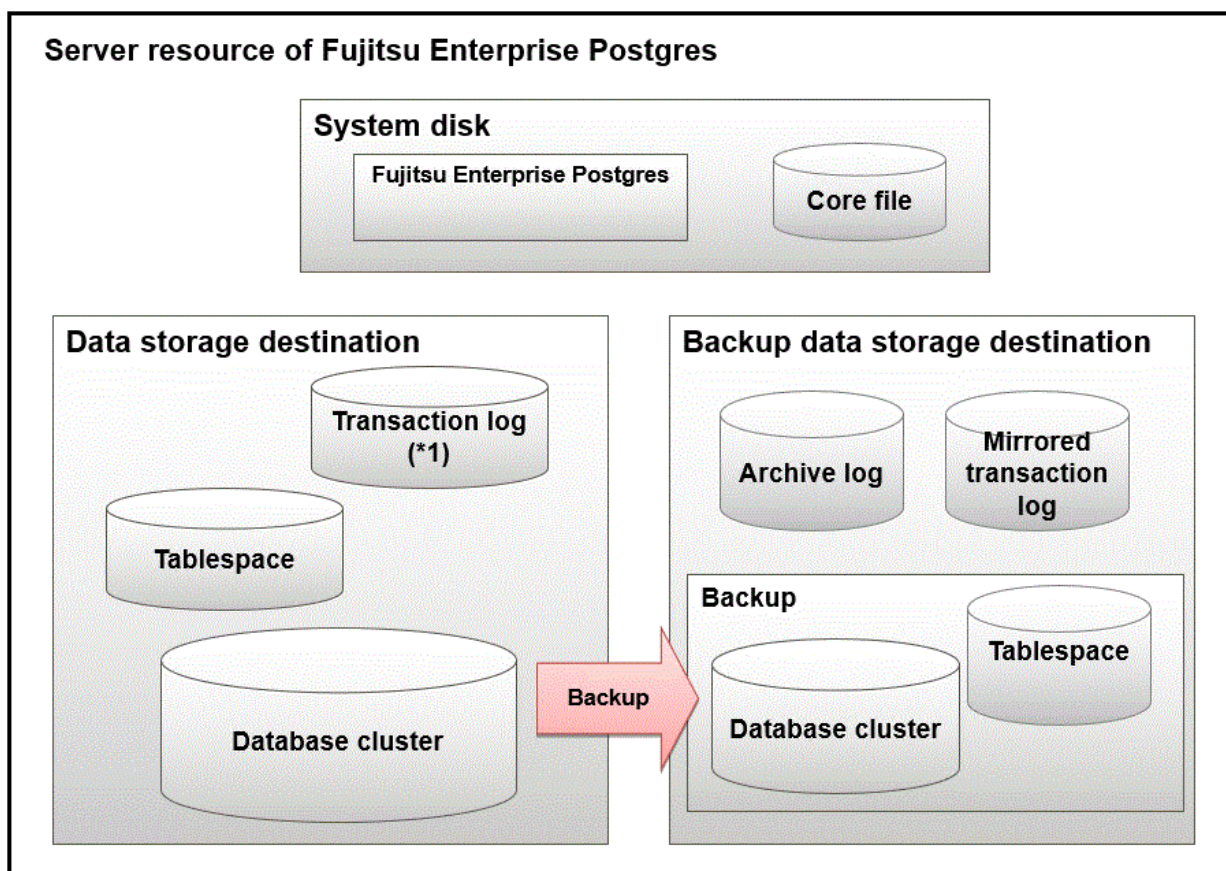 Server resource of Fujitsu Enterprise Postgres
System disk
Fujitsu Enterprise Postgres
Core file
Data storage destination
Transaction log
(*1)
Tablespace
Database cluster
Backup
Backup data storage destination
Archive log
Mirrored
transaction
log
Backup
Tablespace
Database cluster